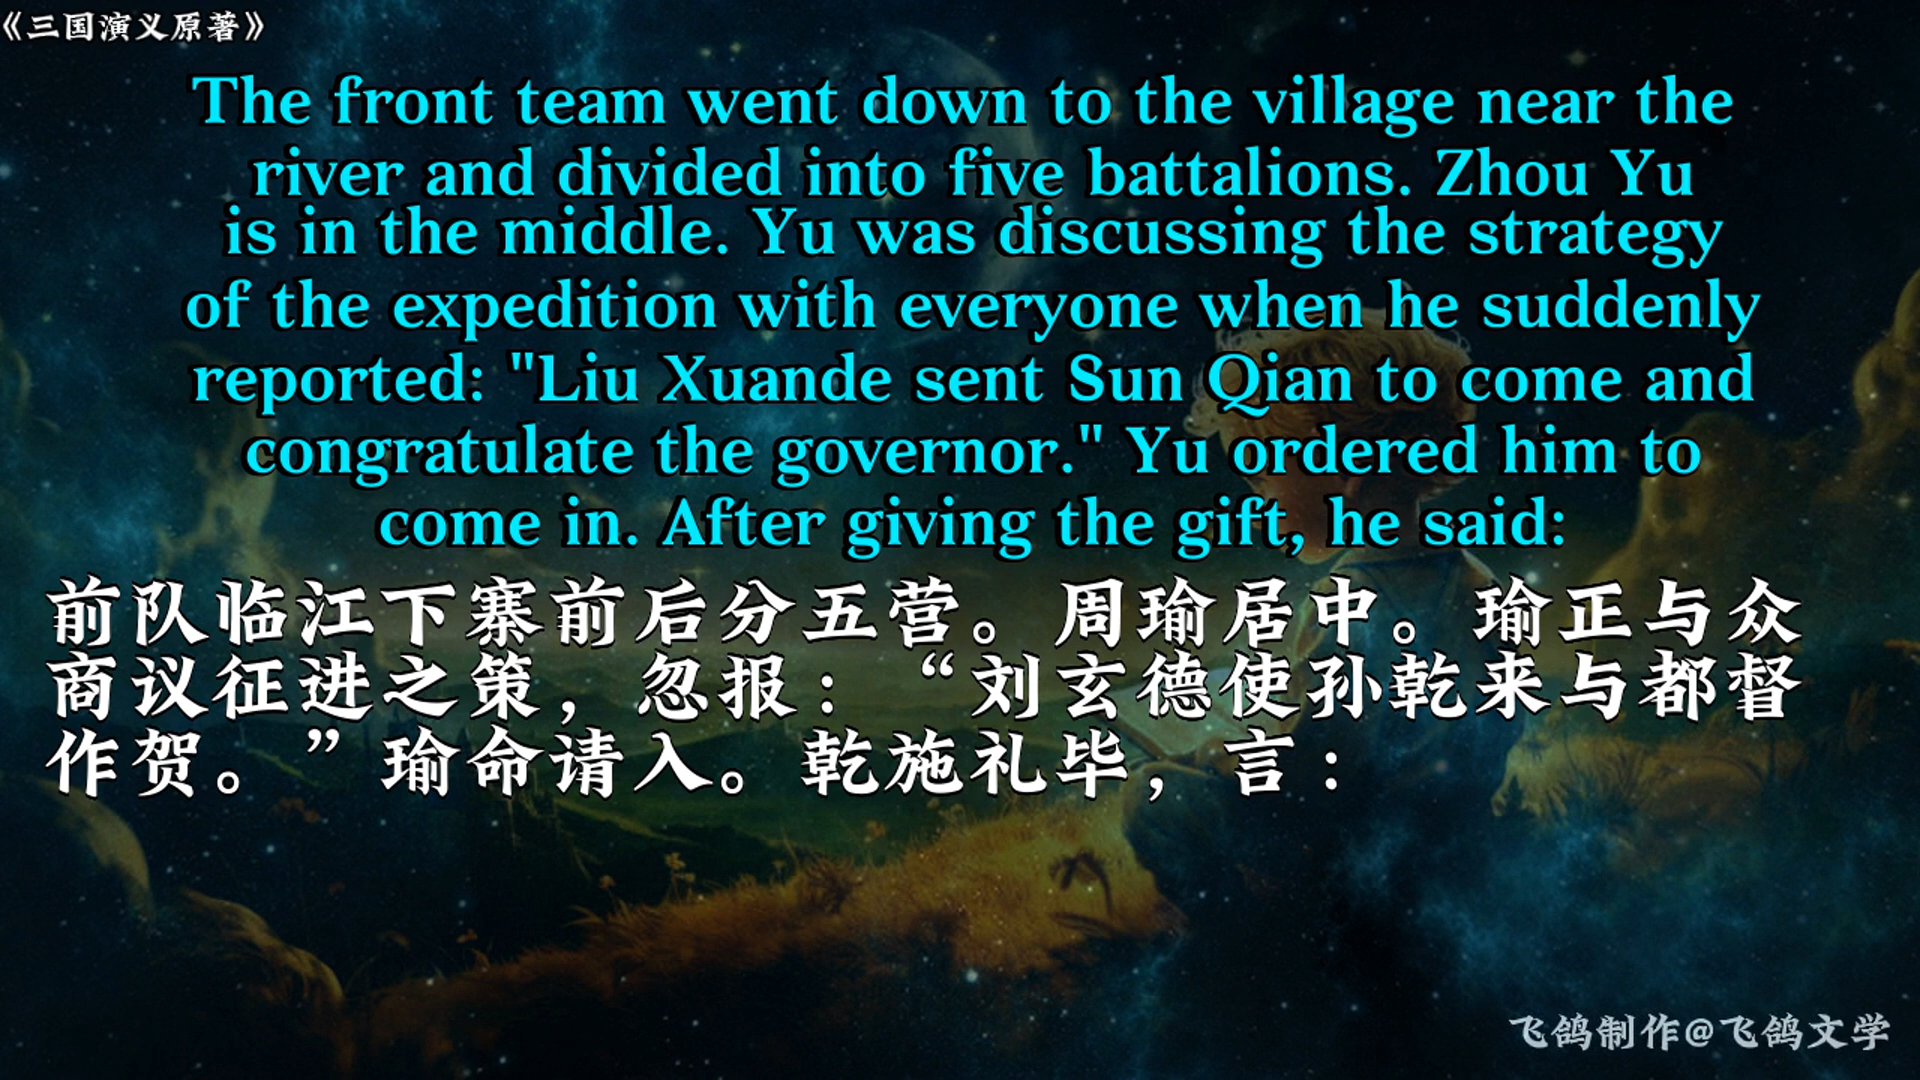 《三国演义原著》
The front team went down to the village near the
river and divided into five battalions. Zhou Yu
is in the middle. Yu was discussing the strategy
of the expedition with everyone when he suddenly
reported: "Liu Xuande sent Sun Qian to come and
congratulate the governor." Yu ordered him to
come in. After giving the gift, he said:
前队临江下寨前后分五营。周瑜居中。瑜正与众
商议征进之策，忽报：“刘玄德使孙乾来与都督
作贺。”瑜命请入。乾施礼毕，言：
飞鸽制作@飞鸽文学